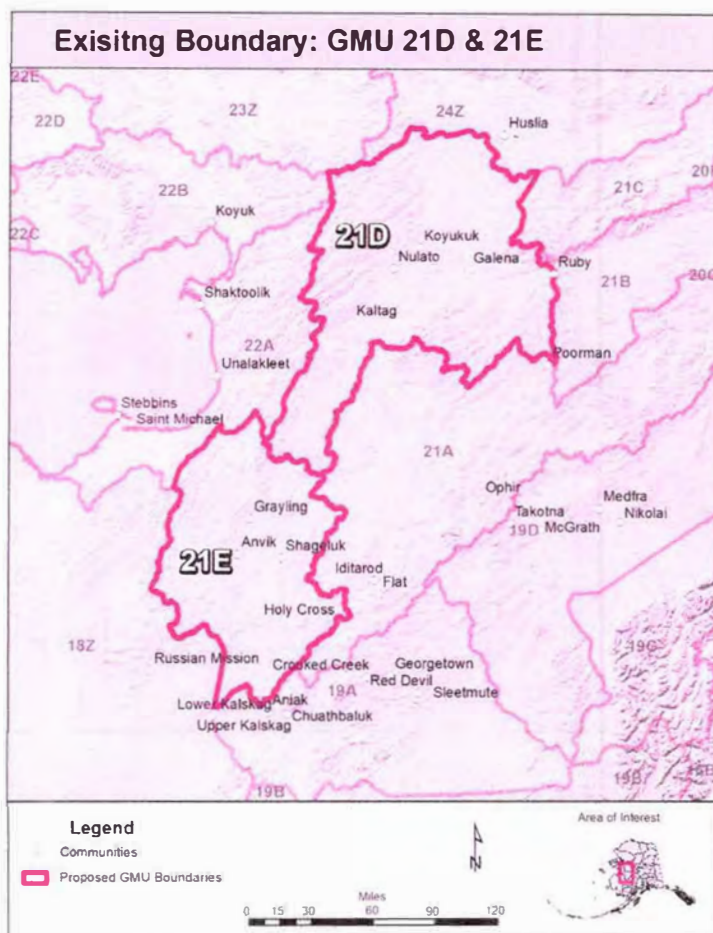 Exisitng Boundary: GMU 21D & 21E
22E
23Z
24Z
22D
Huslia
20
22B
21C
Koyuk
22C
21D
Koyukuk
Nulato
Galena
Ruby
21B
20C
Shaktoolik
Kaltag
22A
Unalakleet
Poorman
Stebbins
Saint Michael
21A
Ophir
Medfra
Grayling
Takotna
Nikolai
19D
McGrath
Anvik
Shageluk
21E
Iditarod
Flat
Holy Cross
18Z
19C
Russian Mission
Crooked Creek
Georgetown
Red Devil
19A
Sleetmute
Lower Kalskag
Aniak
Chuathbaluk
Upper Kalskag
19B
19B
16B
Legend
Communities
Proposed GMU Boundaries
N
Area of Interest
Miles
0 15 30 60 90 120